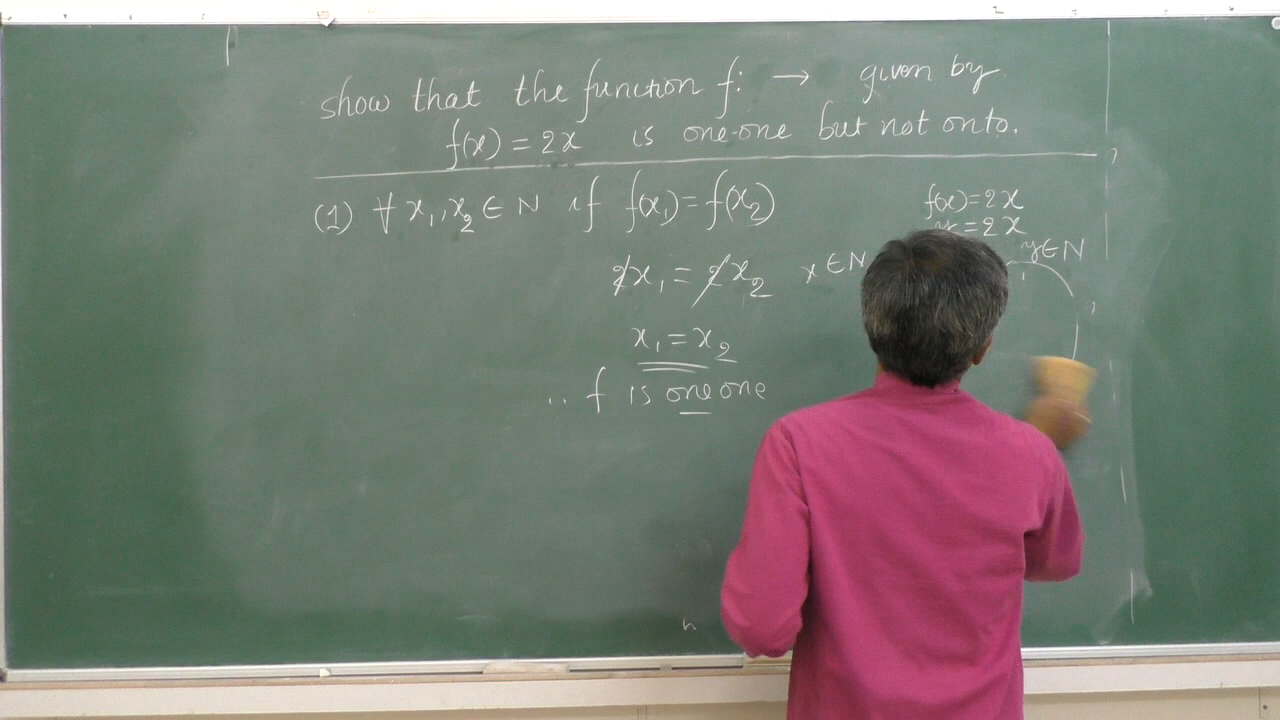 show that the function f: → given by
f(x) = 2x is one-one but not onto.
(1) ∀ x₁, x₂ ∈ N if f(x₁) = f(x₂)
2x₁ = 2x₂
x₁ = x₂
∴ f is one one
f(x) = 2x
y = 2x
x ∈ N
y ∈ N